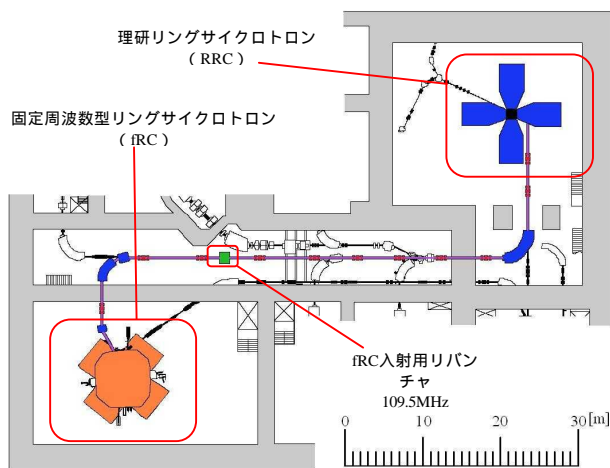 理研リングサイクロトロン
（ RRC ）
固定周波数型リングサイクロトロン
（ fRC ）
fRC入射用リバン
チャ
109.5MHz
0 10 20 30 [m]